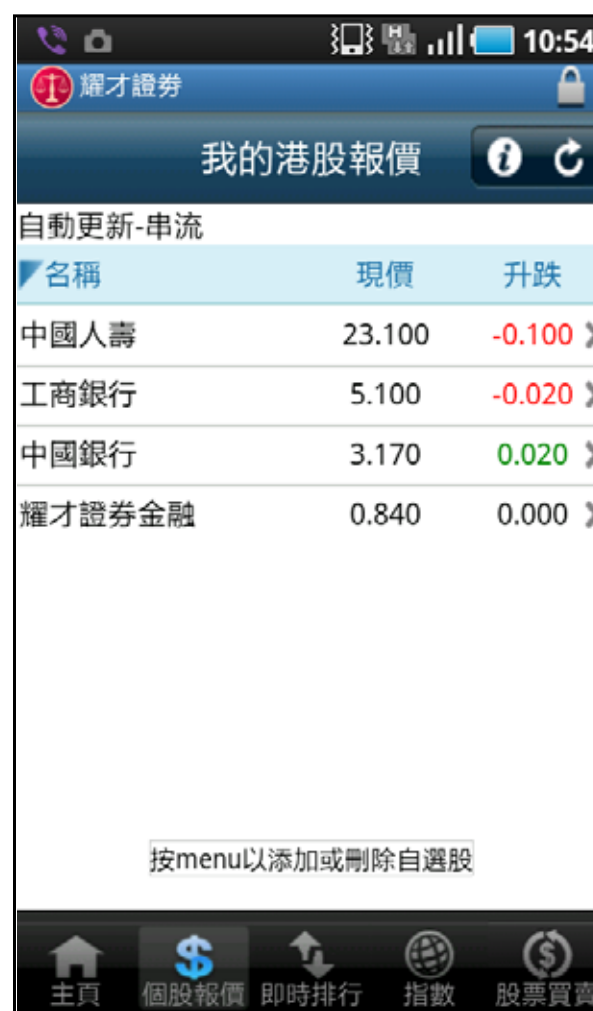 10:54
耀才證券
我的港股報價
自動更新-串流
名稱 現價 升跌
中國人壽 23.100 -0.100
工商銀行 5.100 -0.020
中國銀行 3.170 0.020
耀才證券金融 0.840 0.000
按menu以添加或刪除自選股
主頁 個股報價 即時排行 指數 股票買賣